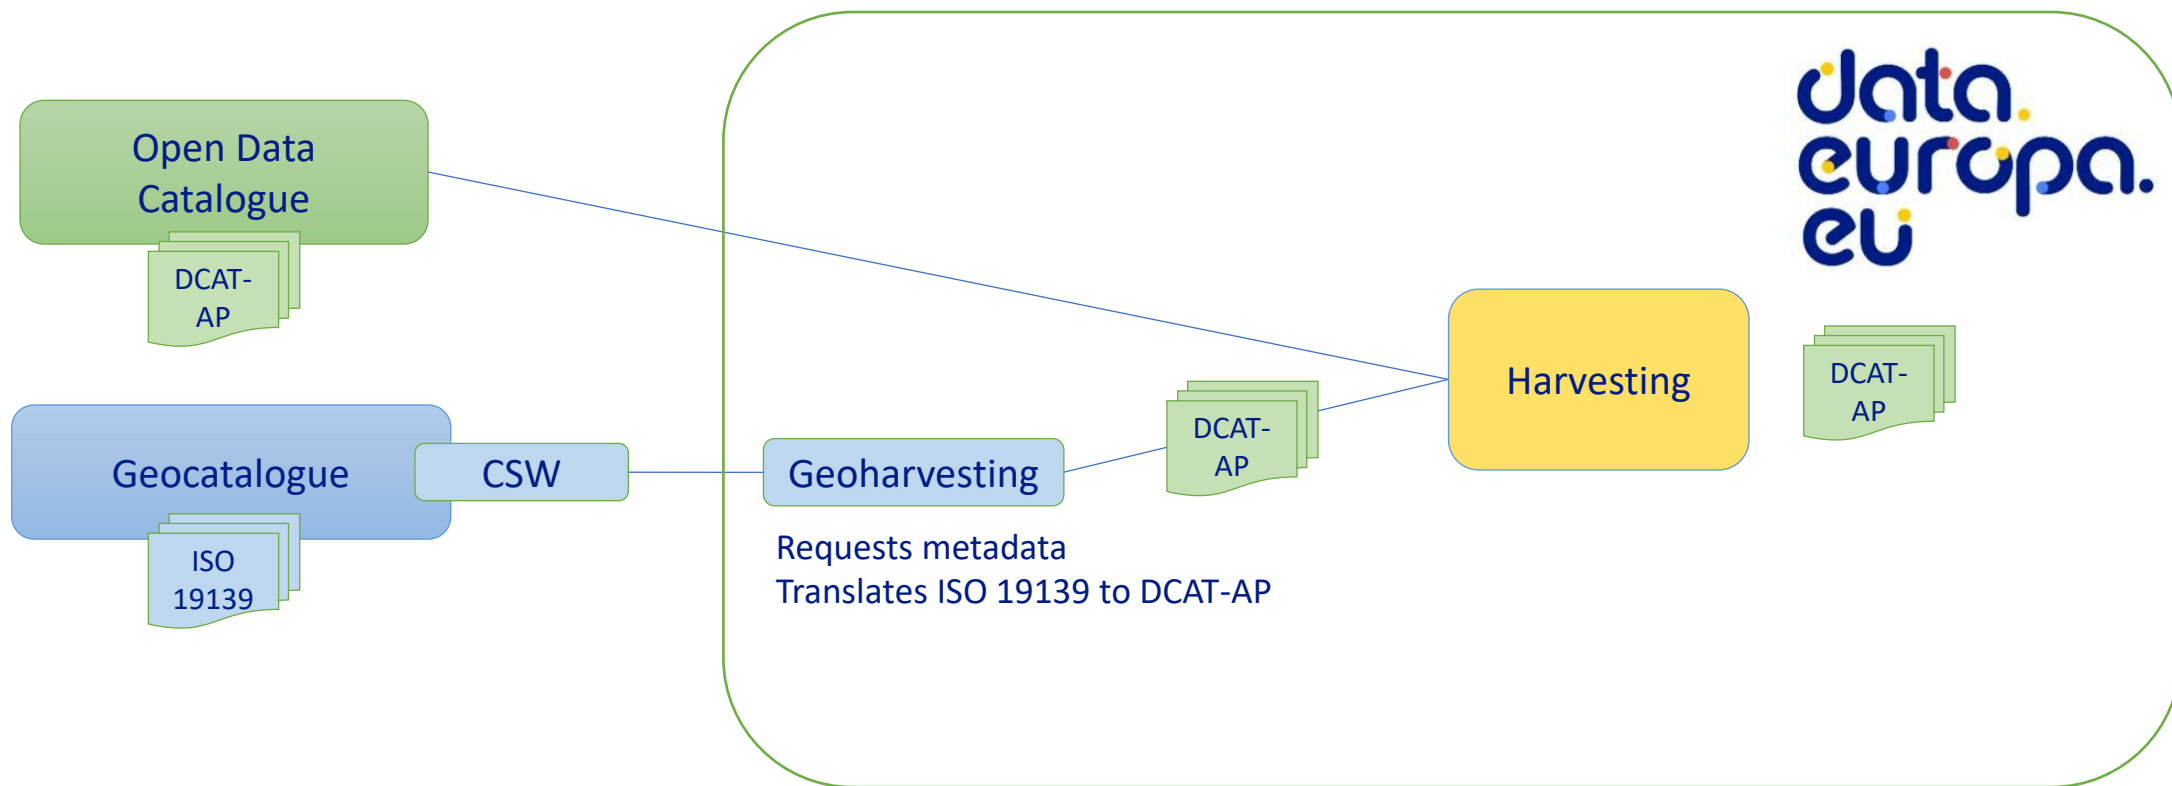 data.
europa.
eu
Open Data
Catalogue
DCAT-
AP
Geocatalogue
CSW
ISO
19139
Geoharvesting
Requests metadata
Translates ISO 19139 to DCAT-AP
DCAT-
AP
Harvesting
DCAT-
AP